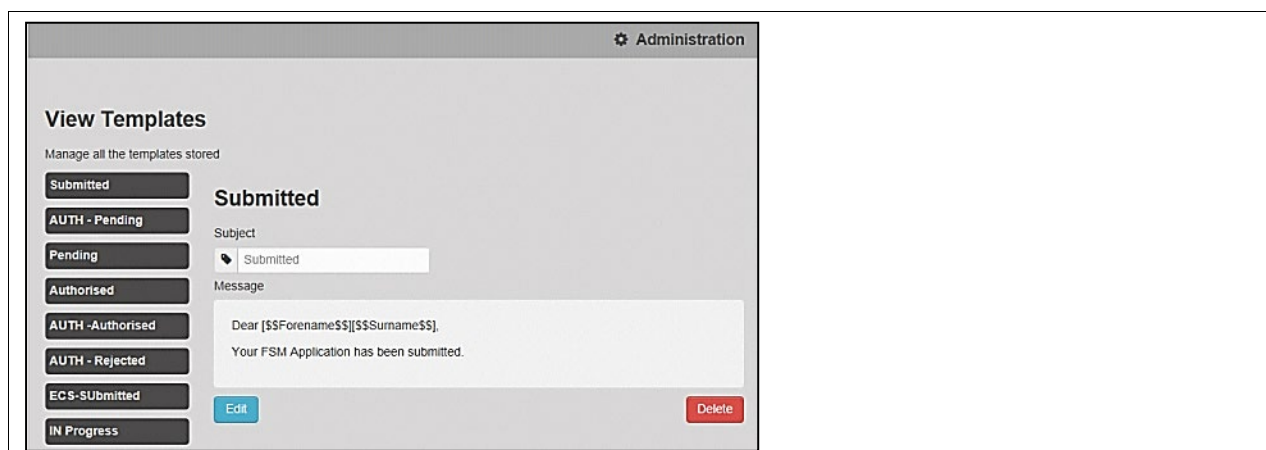 Administration
View Templates
Manage all the templates stored
Submitted
AUTH - Pending
Pending
Authorised
AUTH -Authorised
AUTH - Rejected
ECS-SUbmitted
IN Progress
Submitted
Subject
Submitted
Message
Dear [$$Forename$$][$$Surname$$],
Your FSM Application has been submitted.
Edit
Delete